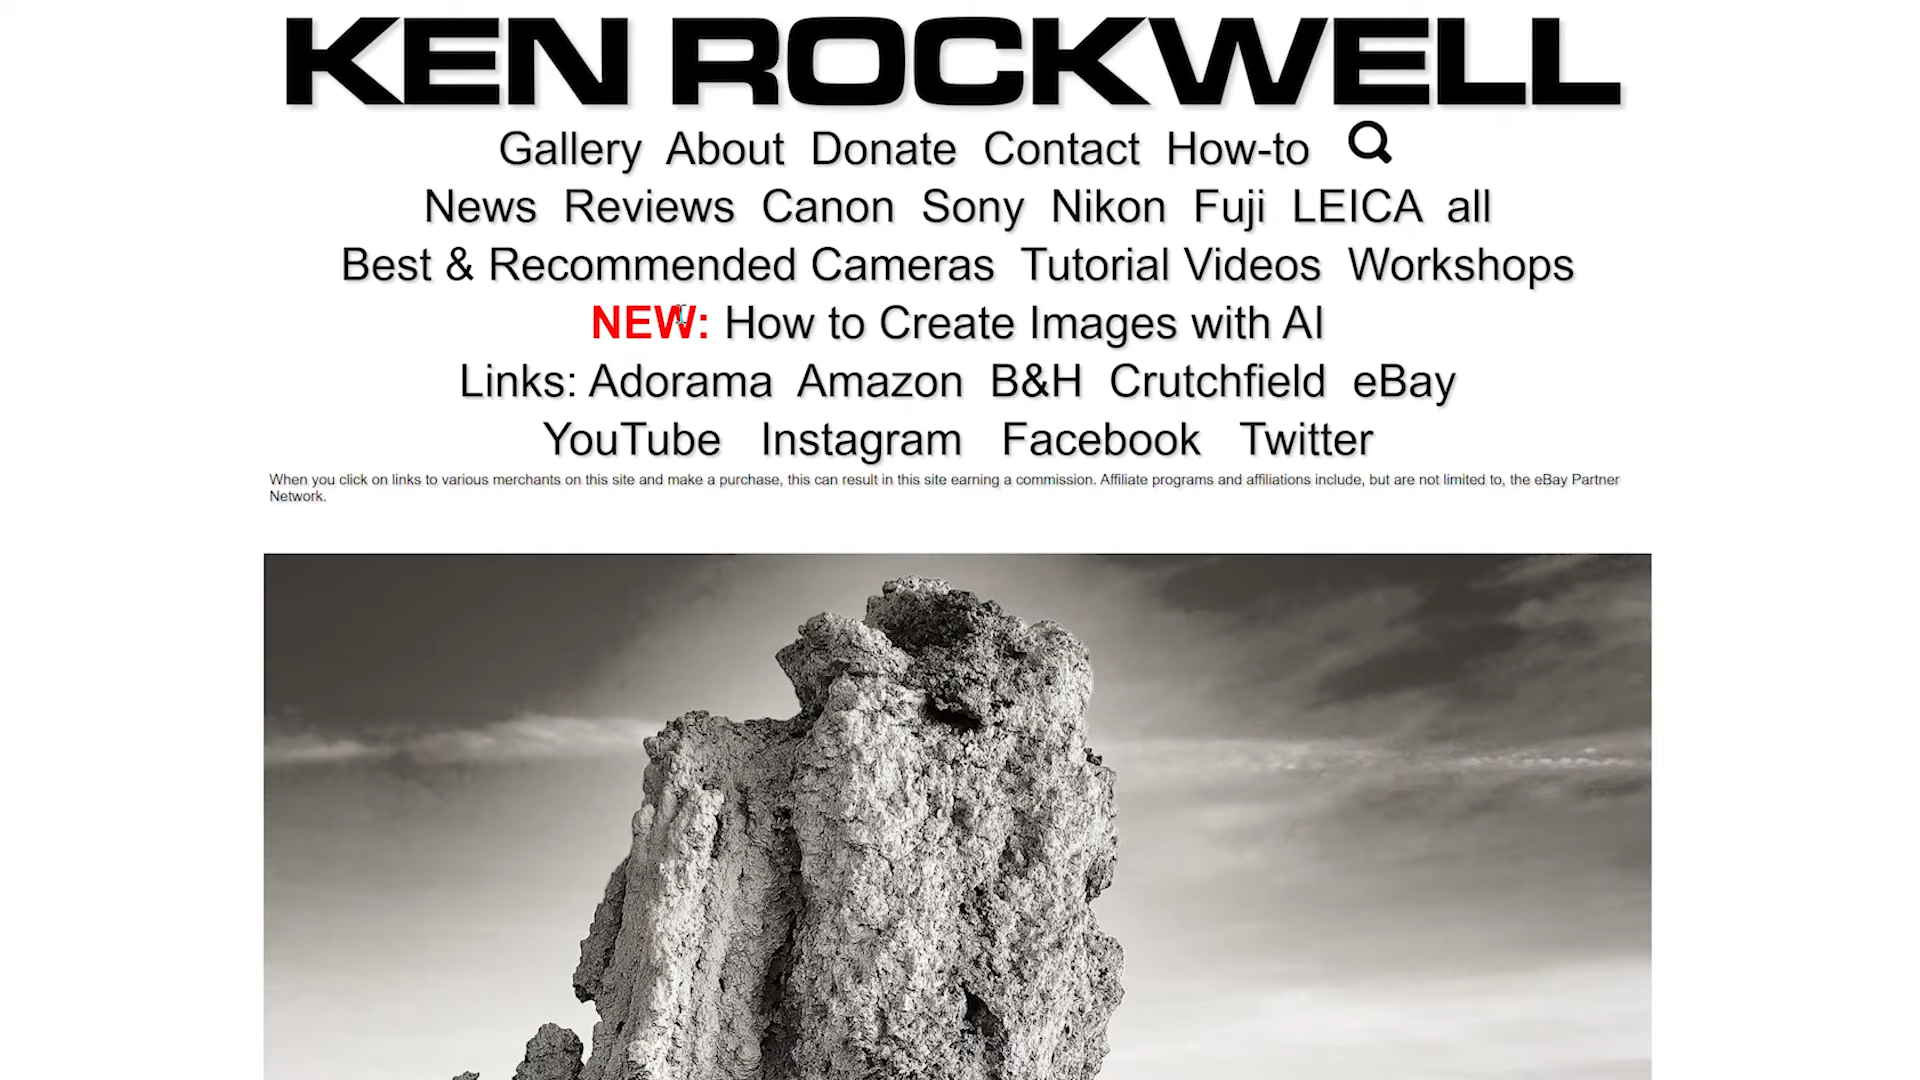 KEN ROCKWELL
Gallery About Donate Contact How-to
News Reviews Canon Sony Nikon Fuji LEICA all
Best & Recommended Cameras Tutorial Videos Workshops
NEW: How to Create Images with AI
Links: Adorama Amazon B&H Crutchfield eBay
YouTube Instagram Facebook Twitter
When you click on links to various merchants on this site and make a purchase, this can result in this site earning a commission. Affiliate programs and affiliations include, but are not limited to, the eBay Partner
Network.